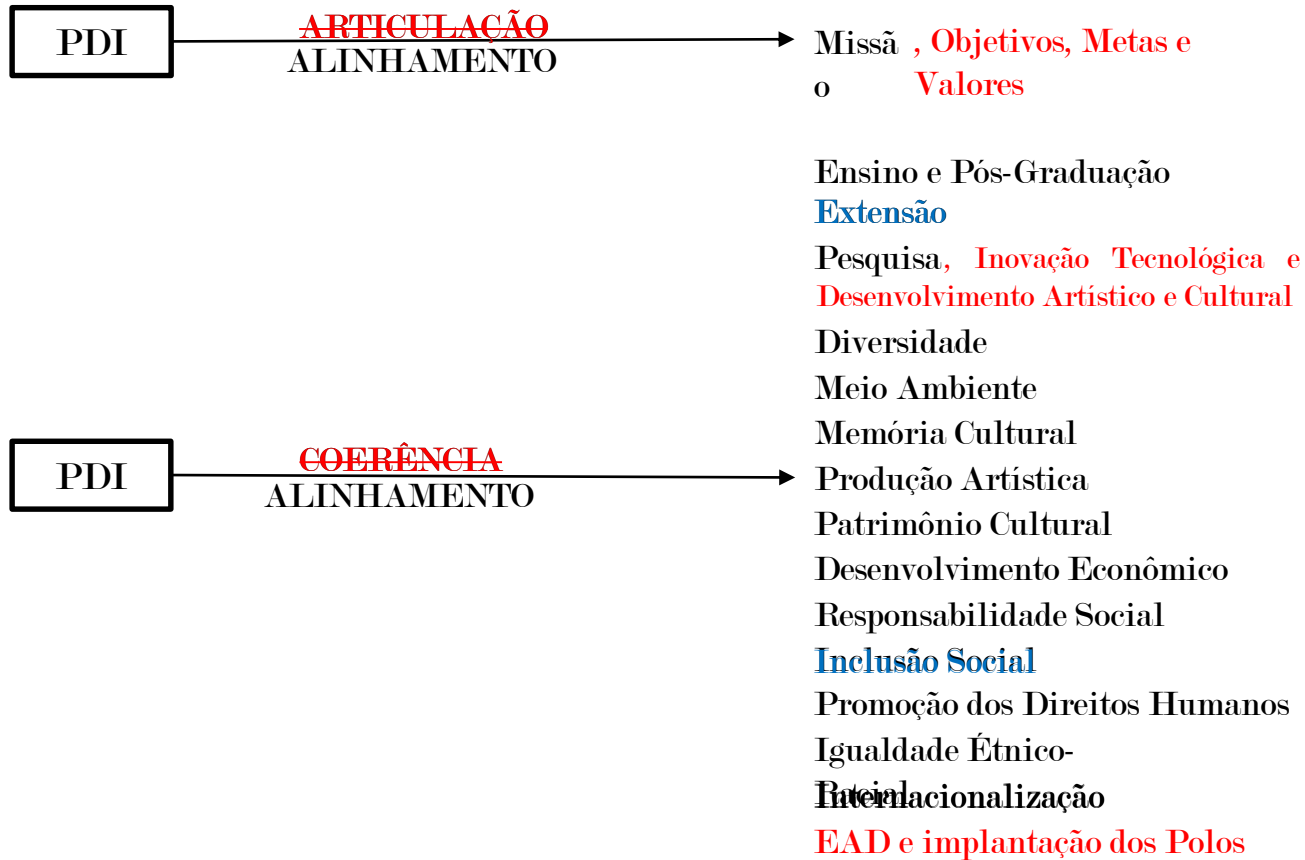 PDI
ARTICULAÇÃO
ALINHAMENTO
Missã , Objetivos, Metas e
o Valores
Ensino e Pós-Graduação
Extensão
Pesquisa, Inovação Tecnológica e
Desenvolvimento Artístico e Cultural
Diversidade
Meio Ambiente
Memória Cultural
PDI
COERÊNCIA
ALINHAMENTO
Produção Artística
Patrimônio Cultural
Desenvolvimento Econômico
Responsabilidade Social
Inclusão Social
Promoção dos Direitos Humanos
Igualdade Étnico-
Racial
Internacionalização
EAD e implantação dos Polos